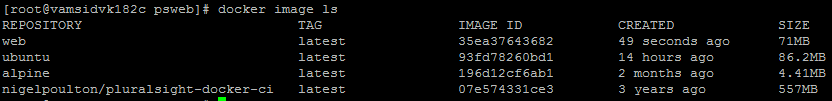 [root@vamsidvk182c psweb]# docker image ls
REPOSITORY TAG IMAGE ID CREATED SIZE
web latest 35ea37643682 49 seconds ago 71MB
ubuntu latest 93fd78260bd1 14 hours ago 86.2MB
alpine latest 196d12cf6ab1 2 months ago 4.41MB
nigelpoulton/pluralsight-docker-ci latest 07e574331ce3 3 years ago 557MB